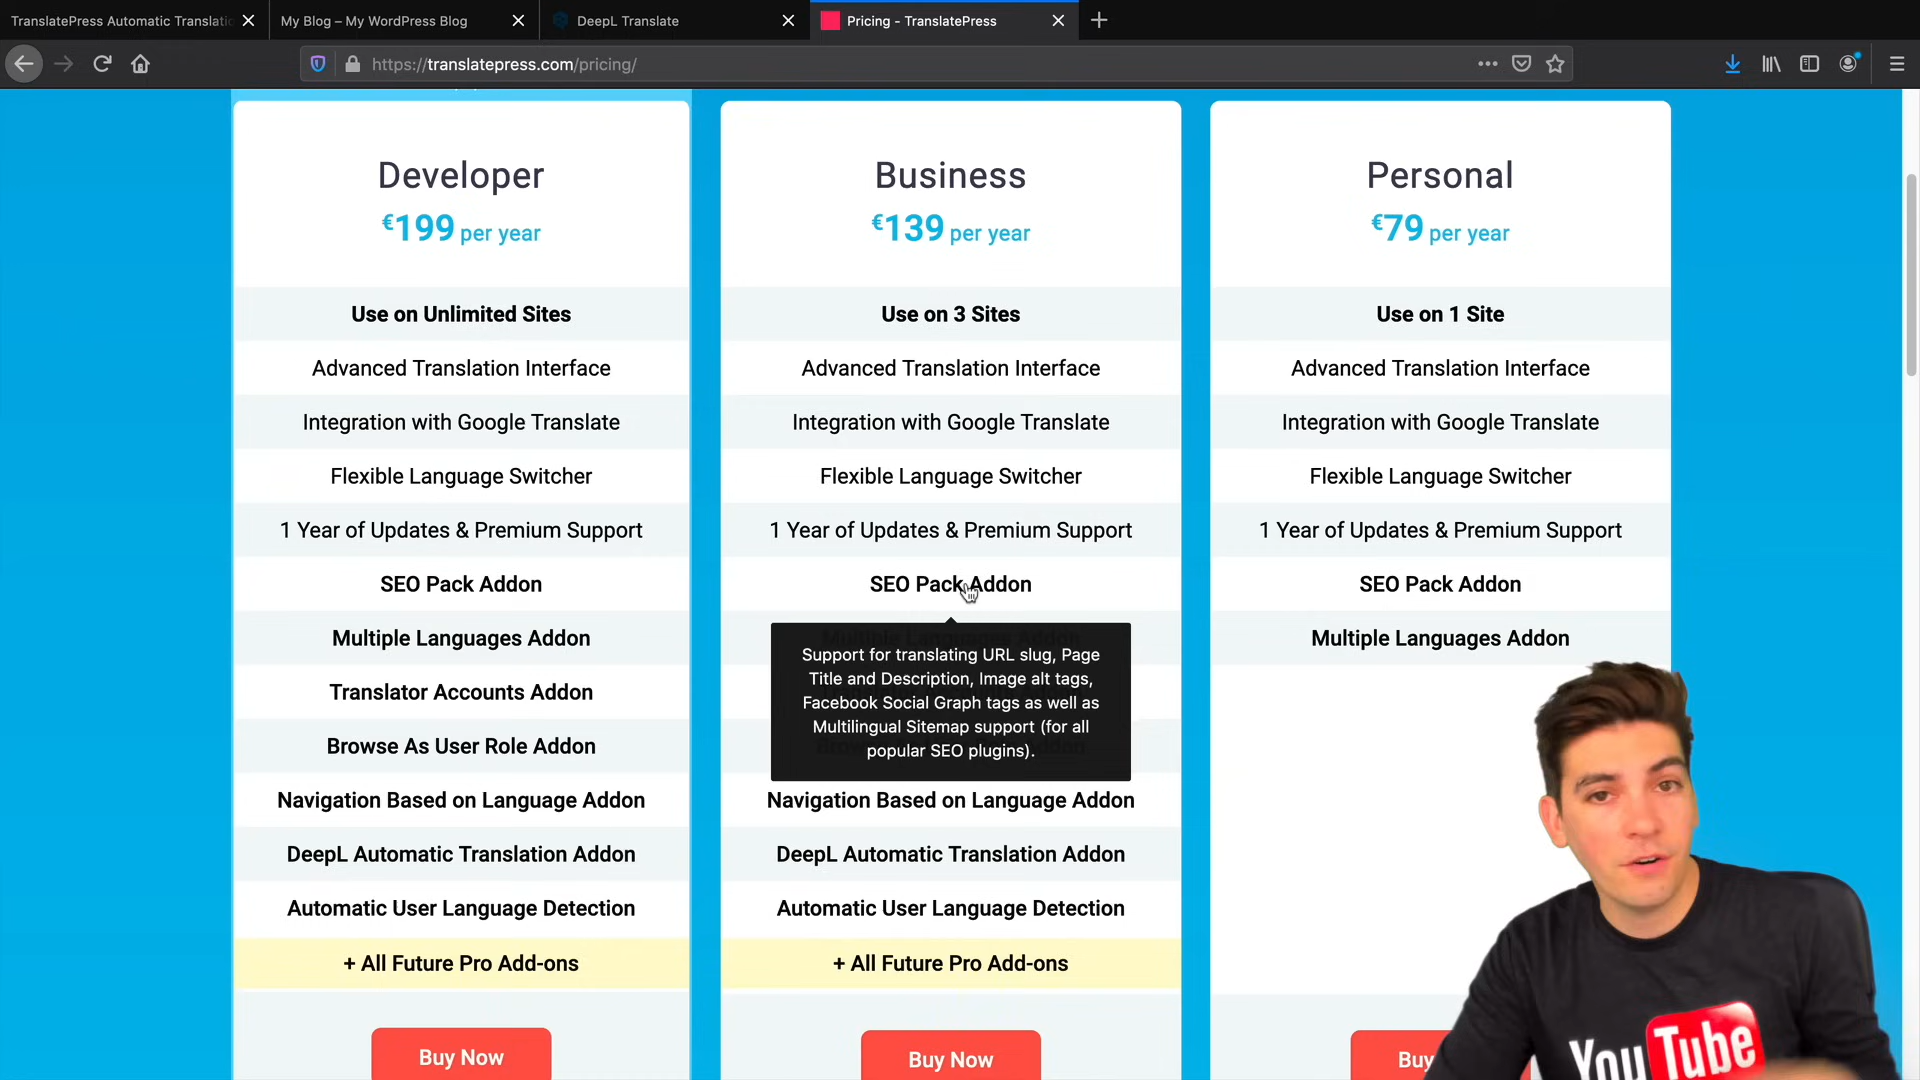 TranslatePress Automatic Translatio
My Blog – My WordPress Blog
DeepL Translate
Pricing - TranslatePress
https://translatepress.com/pricing/
Developer
€199 per year
Use on Unlimited Sites
Advanced Translation Interface
Integration with Google Translate
Flexible Language Switcher
1 Year of Updates & Premium Support
SEO Pack Addon
Multiple Languages Addon
Translator Accounts Addon
Browse As User Role Addon
Navigation Based on Language Addon
DeepL Automatic Translation Addon
Automatic User Language Detection
+ All Future Pro Add-ons
Buy Now
Business
€139 per year
Use on 3 Sites
Advanced Translation Interface
Integration with Google Translate
Flexible Language Switcher
1 Year of Updates & Premium Support
SEO Pack Addon
Support for translating URL slug, Page
Title and Description, Image alt tags,
Facebook Social Graph tags as well as
Multilingual Sitemap support (for all
popular SEO plugins).
Navigation Based on Language Addon
DeepL Automatic Translation Addon
Automatic User Language Detection
+ All Future Pro Add-ons
Buy Now
Personal
€79 per year
Use on 1 Site
Advanced Translation Interface
Integration with Google Translate
Flexible Language Switcher
1 Year of Updates & Premium Support
SEO Pack Addon
Multiple Languages Addon
Buy
YouTube